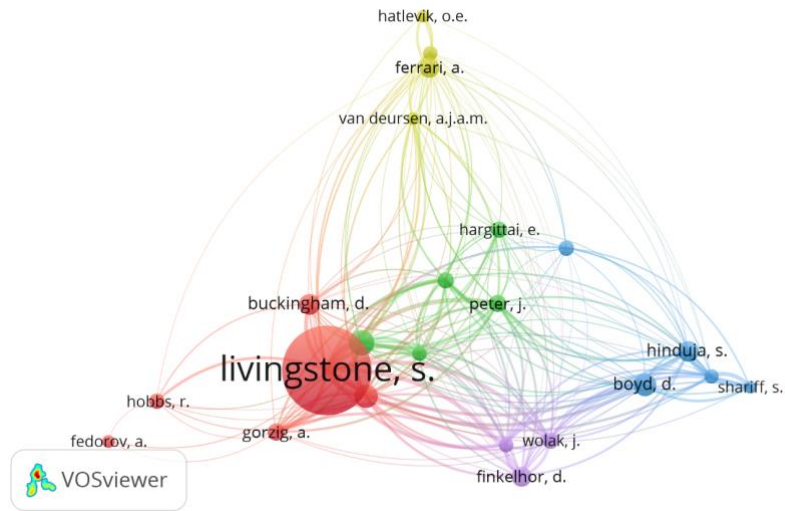 hatlevik, o.e.
ferrari, a.
van deursen, a.j.a.m.
hargittai, e.
buckingham, d.
peter, j.
hinduja, s.
livingstone, s.
boyd, d.
shariff, s.
hobbs, r.
gorzig, a.
fedorov, a.
wolak, j.
finkelhor, d.
VOSviewer